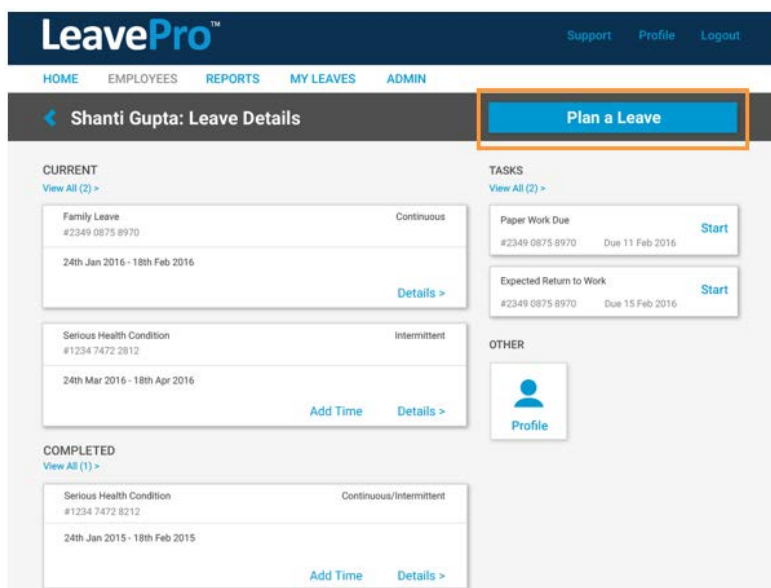 LeavePro™
Support Profile Logout
HOME EMPLOYEES REPORTS MY LEAVES ADMIN
Shanti Gupta: Leave Details
Plan a Leave
CURRENT
View All (2) >
Family Leave Continuous
#2349 0875 8970
24th Jan 2016 - 18th Feb 2016
Details >
Serious Health Condition Intermittent
#1234 7472 2812
24th Mar 2016 - 18th Apr 2016
Add Time Details >
COMPLETED
View All (1) >
Serious Health Condition Continuous/Intermittent
#1234 7472 8212
24th Jan 2015 - 18th Feb 2015
Add Time Details >
TASKS
View All (2) >
Paper Work Due
Start
#2349 0875 8970 Due 11 Feb 2016
Expected Return to Work
Start
#2349 0875 8970 Due 15 Feb 2016
OTHER
Profile